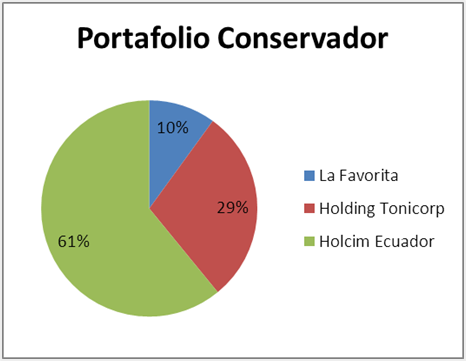 Portafolio Conservador
10%
29%
61%
La Favorita
Holding Tonicorp
Holcim Ecuador